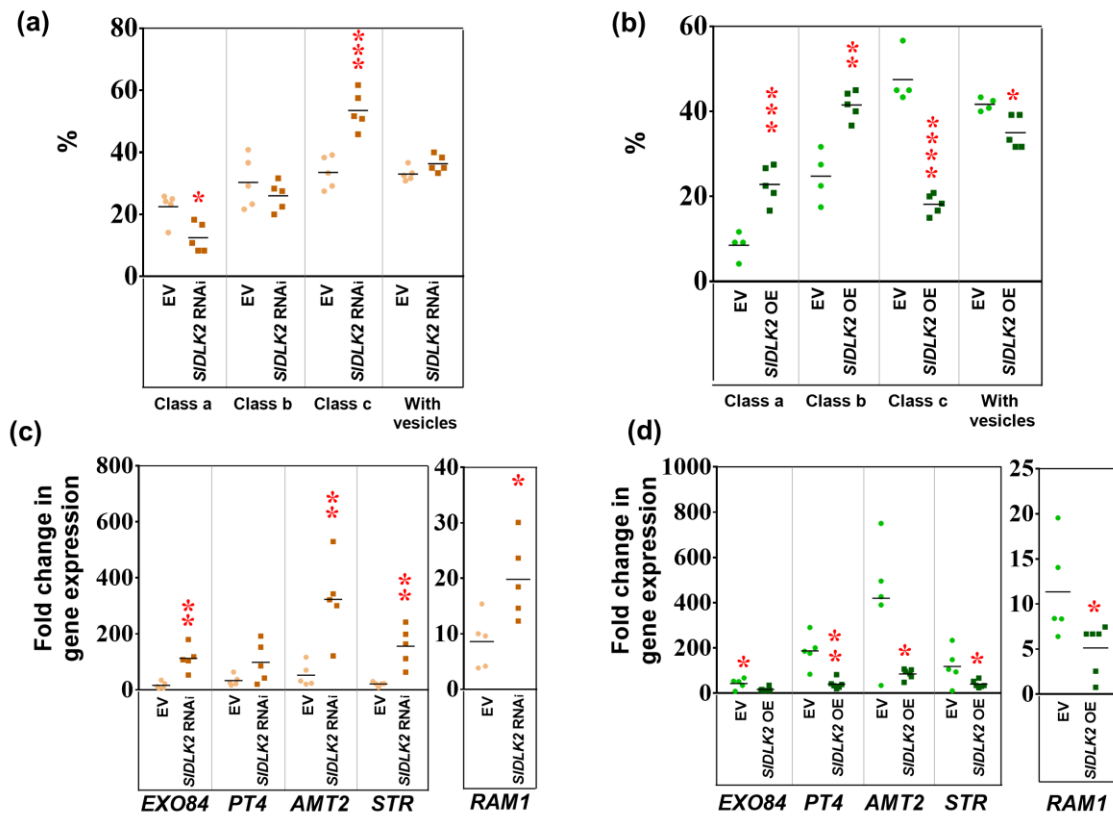 (a)
%
80
60
40
20
0
EV
SlDLK2 RNAi
EV
SlDLK2 RNAi
EV
SlDLK2 RNAi
EV
SlDLK2 RNAi
Class a
Class b
Class c
With
vesicles
*
***
(b)
%
60
40
20
0
EV
SlDLK2 OE
EV
SlDLK2 OE
EV
SlDLK2 OE
EV
SlDLK2 OE
Class a
Class b
Class c
With
vesicles
***
**
****
*
(c)
Fold change in
gene expression
800
600
400
200
0
EV
SlDLK2 RNAi
EV
SlDLK2 RNAi
EV
SlDLK2 RNAi
EV
SlDLK2 RNAi
EXO84
PT4
AMT2
STR
**
**
**
40
30
20
10
0
EV
SlDLK2 RNAi
RAM1
*
(d)
Fold change in
gene expression
1000
800
600
400
200
0
EV
SlDLK2 OE
EV
SlDLK2 OE
EV
SlDLK2 OE
EV
SlDLK2 OE
EXO84
PT4
AMT2
STR
*
**
*
*
25
20
15
10
5
0
EV
SlDLK2 OE
RAM1
*